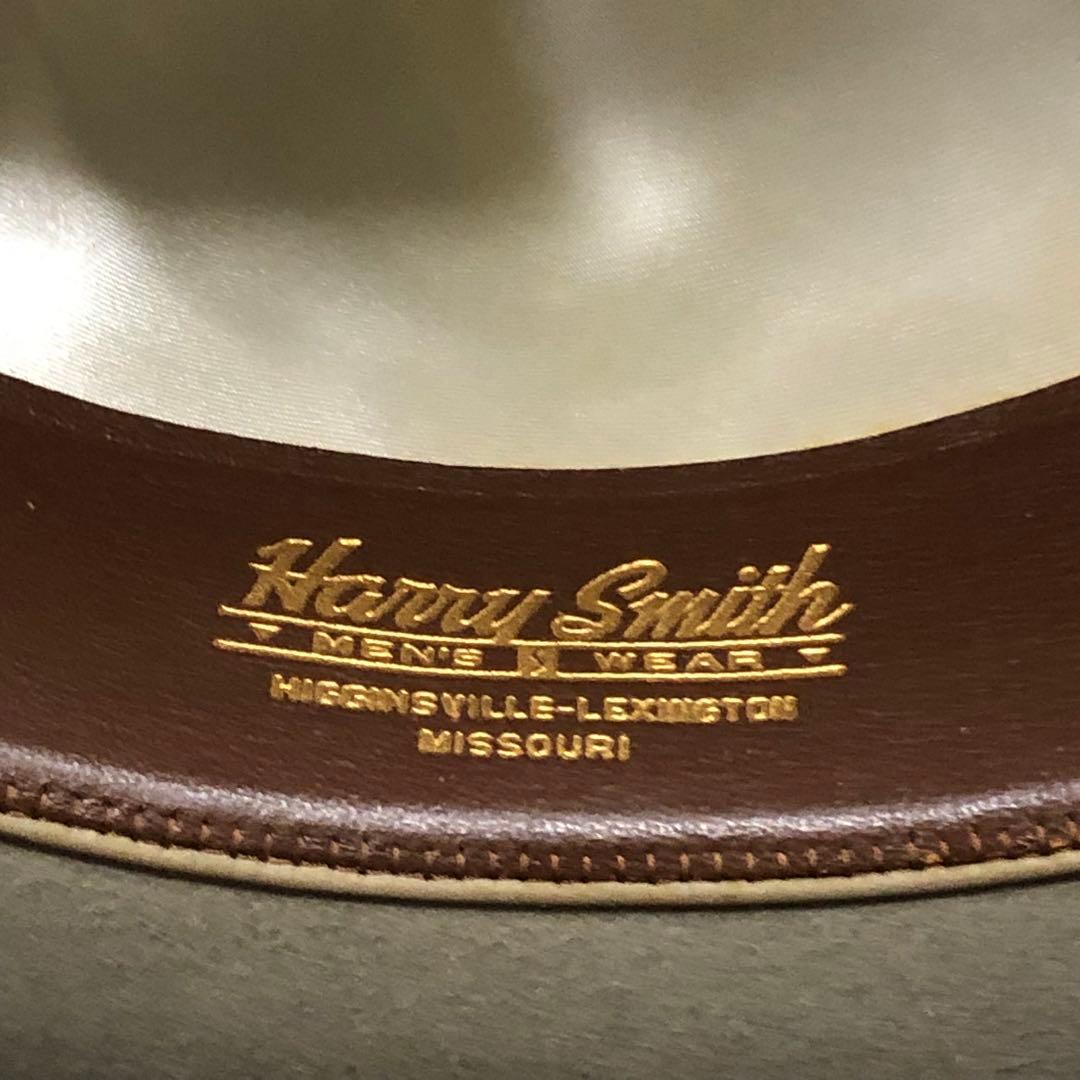 Harry Smith
MEN'S S WEAR
HIGGINSVILLE-LEXINGTON
MISSOURI